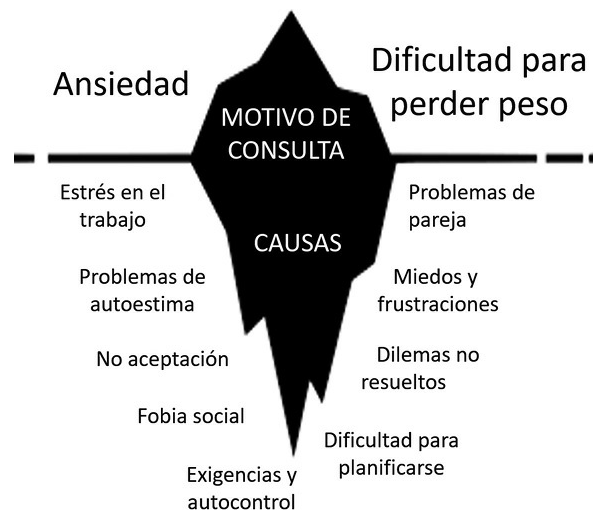 Ansiedad
Dificultad para
perder peso
MOTIVO DE
CONSULTA
Estrés en el
trabajo
Problemas de
pareja
CAUSAS
Problemas de
autoestima
Miedos y
frustraciones
No aceptación
Dilemas no
resueltos
Fobia social
Dificultad para
planificarse
Exigencias y
autocontrol